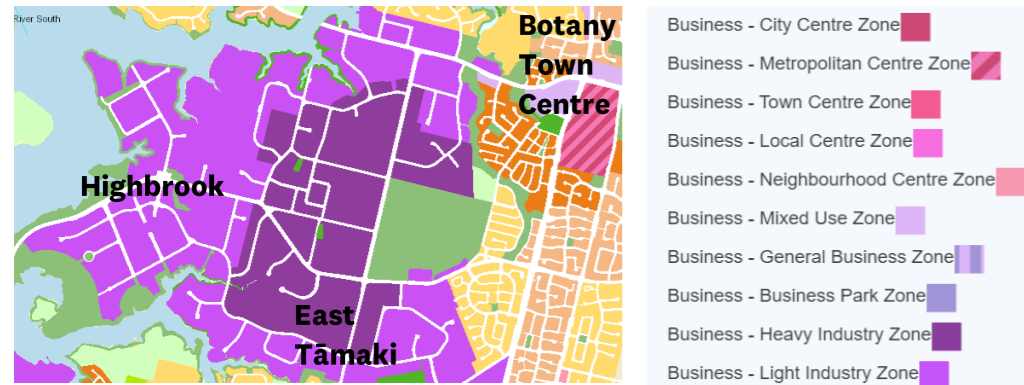 River South
Botany
Town
Centre
Highbrook
East
Tāmaki
Business - City Centre Zone
Business - Metropolitan Centre Zone
Business - Town Centre Zone
Business - Local Centre Zone
Business - Neighbourhood Centre Zone
Business - Mixed Use Zone
Business - General Business Zone
Business - Business Park Zone
Business - Heavy Industry Zone
Business - Light Industry Zone